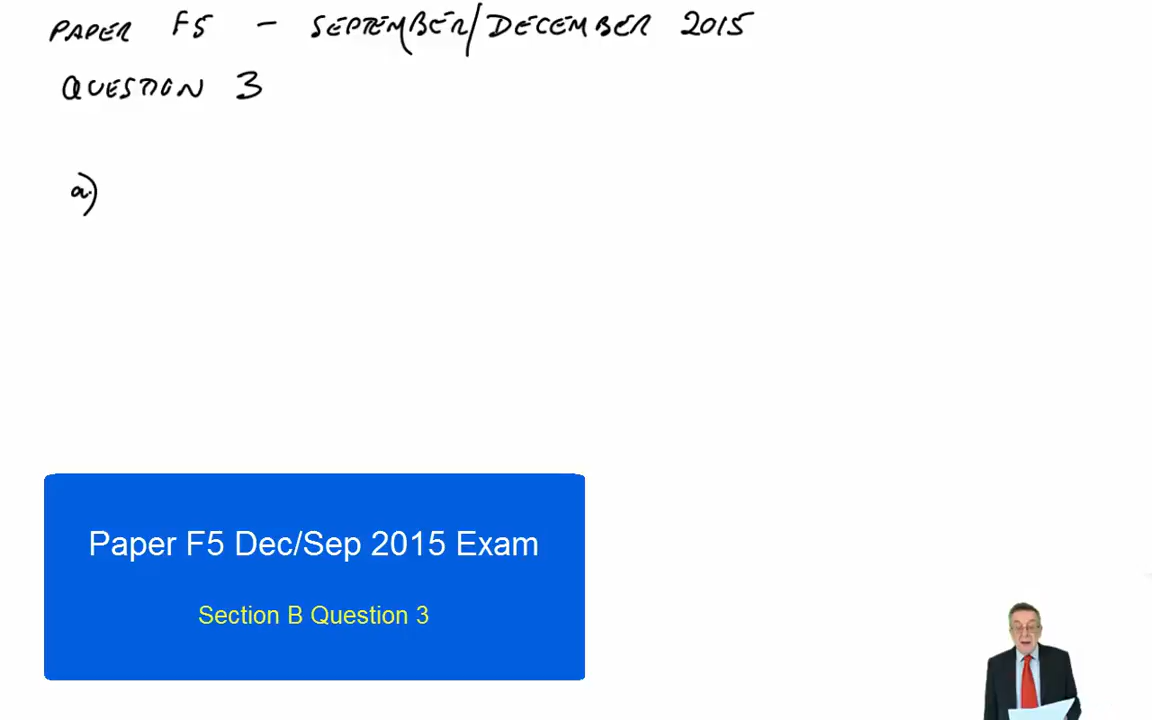 PAPER F5 - SEPTEMBER/DECEMBER 2015
QUESTION 3
a)
Paper F5 Dec/Sep 2015 Exam
Section B Question 3